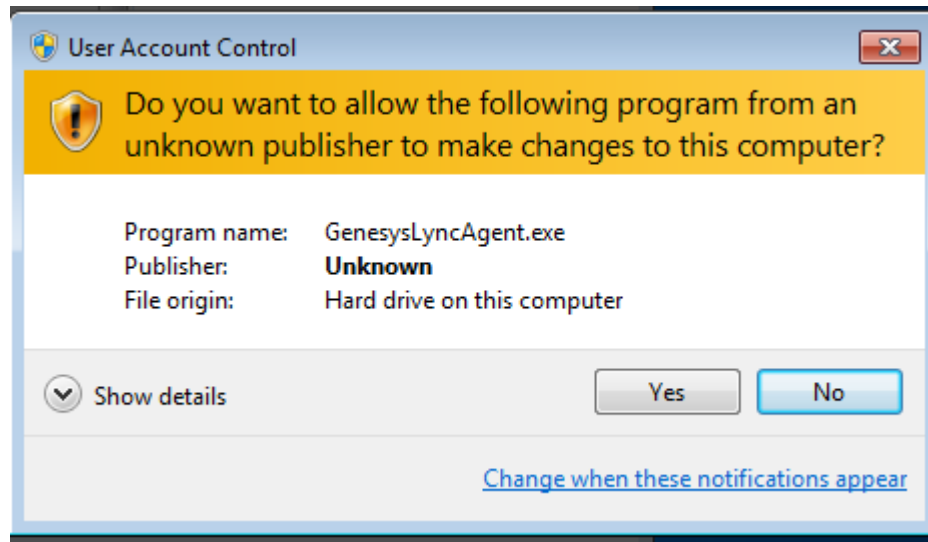 User Account Control
Do you want to allow the following program from an
unknown publisher to make changes to this computer?
Program name: GenesysLyncAgent.exe
Publisher: Unknown
File origin: Hard drive on this computer
Show details
Yes No
Change when these notifications appear